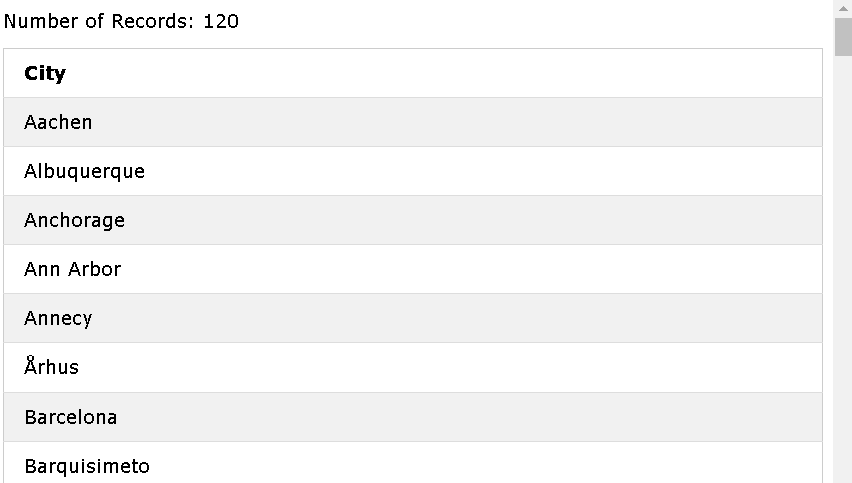 Number of Records: 120
City
Aachen
Albuquerque
Anchorage
Ann Arbor
Annecy
Århus
Barcelona
Barquisimeto